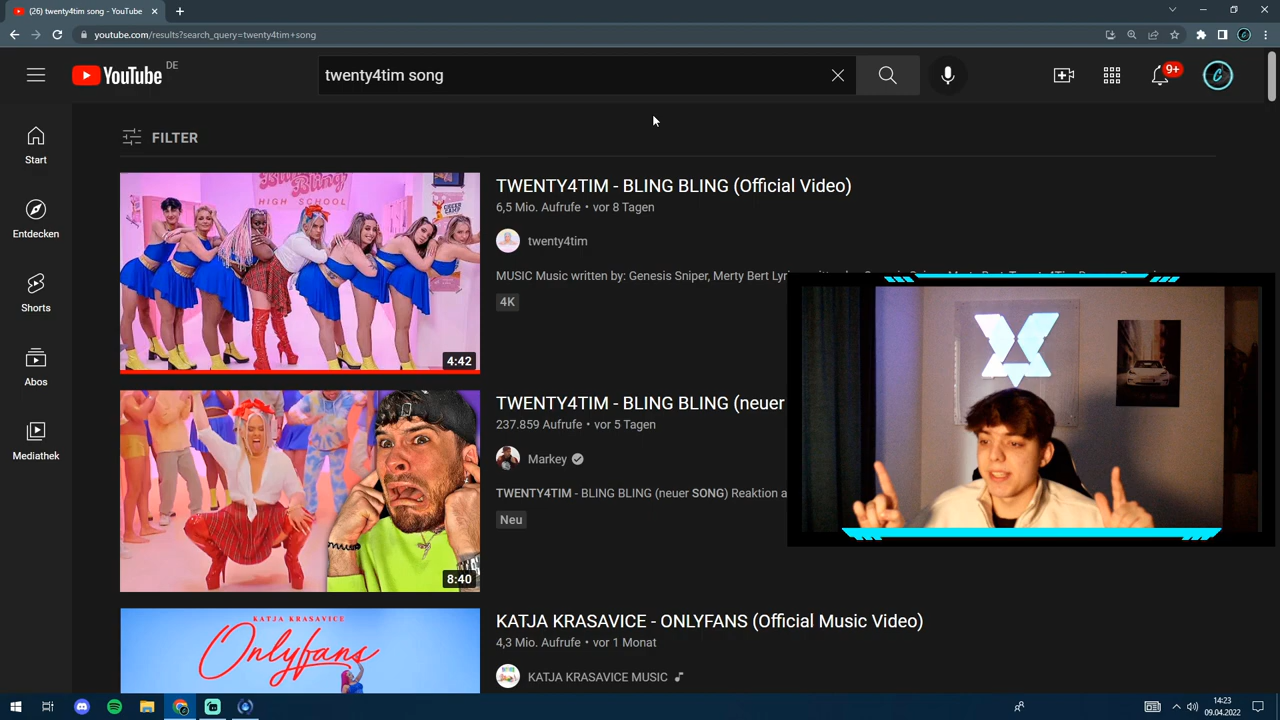 (26) twenty4tim song - YouTube
youtube.com/results?search_query=twenty4tim+song
YouTube DE
twenty4tim song
9+
FILTER
Start
Entdecken
Shorts
Abos
Mediathek
Bling Bling
HIGH SCHOOL
4:42
TWENTY4TIM - BLING BLING (Official Video)
6,5 Mio. Aufrufe • vor 8 Tagen
twenty4tim
MUSIC Music written by: Genesis Sniper, Merty Bert
4K
8:40
TWENTY4TIM - BLING BLING (neuer
237.859 Aufrufe • vor 5 Tagen
Markey
TWENTY4TIM - BLING BLING (neuer SONG) Reaktion
Neu
KATJA KRASAVICE
Onlyfans
KATJA KRASAVICE - ONLYFANS (Official Music Video)
4,3 Mio. Aufrufe • vor 1 Monat
KATJA KRASAVICE MUSIC
14:23
09.04.2022